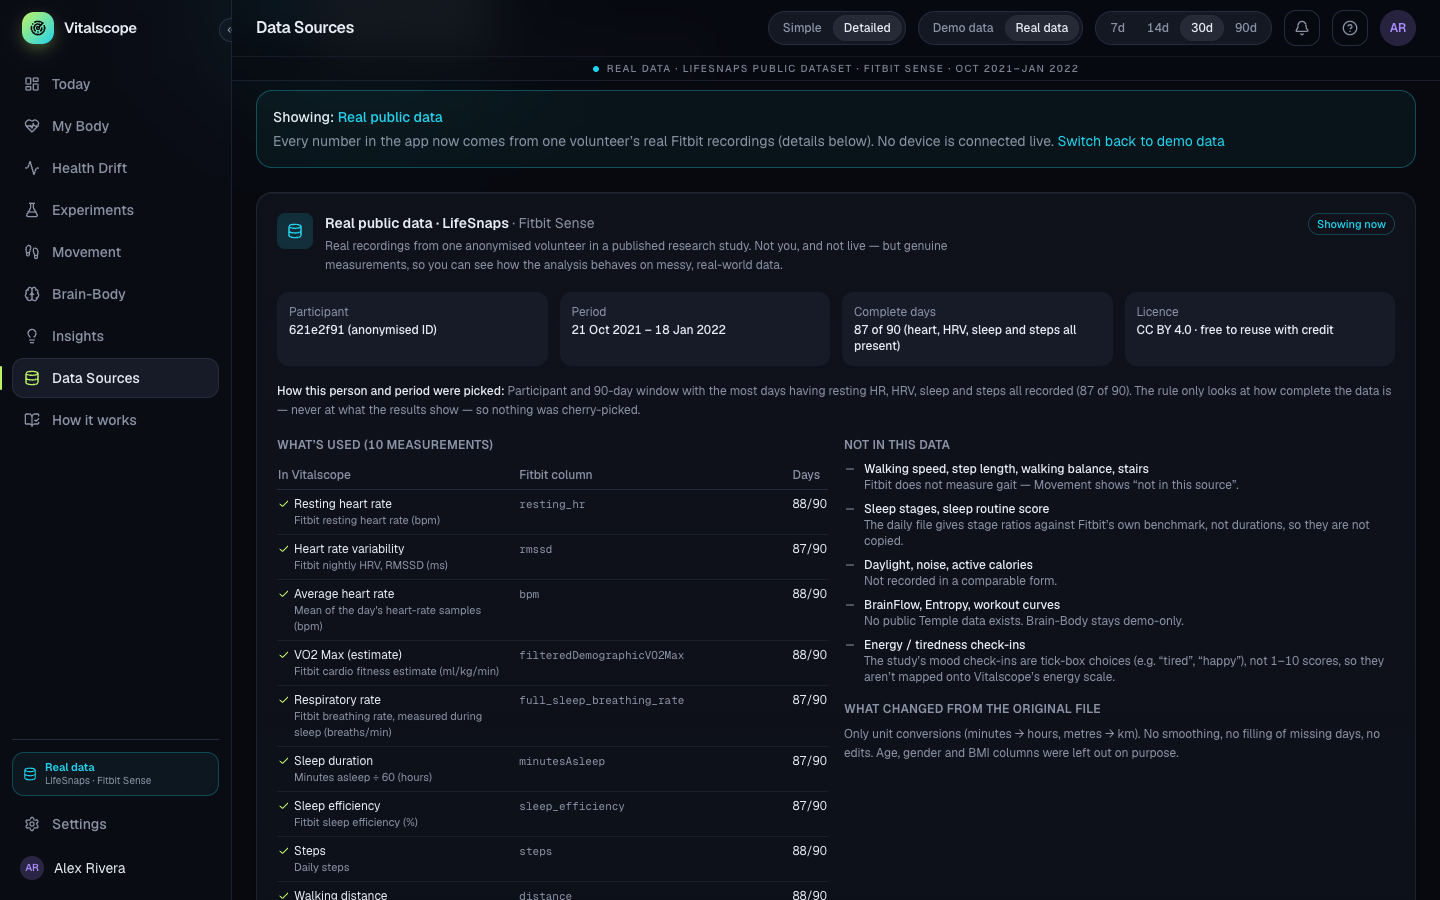 Vitalscope
«
Data Sources
Simple
Detailed
Demo data
Real data
7d
14d
30d
90d
AR
REAL DATA · LIFESNAPS PUBLIC DATASET · FITBIT SENSE · OCT 2021–JAN 2022
Today
My Body
Health Drift
Experiments
Movement
Brain-Body
Insights
Data Sources
How it works
Real data
LifeSnaps · Fitbit Sense
Settings
AR
Alex Rivera
Showing: Real public data
Every number in the app now comes from one volunteer's real Fitbit recordings (details below). No device is connected live. Switch back to demo data
Real public data · LifeSnaps · Fitbit Sense
Showing now
Real recordings from one anonymised volunteer in a published research study. Not you, and not live — but genuine
measurements, so you can see how the analysis behaves on messy, real-world data.
Participant
621e2f91 (anonymised ID)
Period
21 Oct 2021 – 18 Jan 2022
Complete days
87 of 90 (heart, HRV, sleep and steps all
present)
Licence
CC BY 4.0 · free to reuse with credit
How this person and period were picked: Participant and 90-day window with the most days having resting HR, HRV, sleep and steps all recorded (87 of 90). The rule only looks at how complete the data is
— never at what the results show — so nothing was cherry-picked.
WHAT'S USED (10 MEASUREMENTS)
In Vitalscope
Fitbit column
Days
Resting heart rate
resting_hr
88/90
Fitbit resting heart rate (bpm)
Heart rate variability
rmssd
87/90
Fitbit nightly HRV, RMSSD (ms)
Average heart rate
bpm
88/90
Mean of the day's heart-rate samples
(bpm)
VO2 Max (estimate)
filteredDemographicVO2Max
88/90
Fitbit cardio fitness estimate (ml/kg/min)
Respiratory rate
full_sleep_breathing_rate
87/90
Fitbit breathing rate, measured during
sleep (breaths/min)
Sleep duration
minutesAsleep
87/90
Minutes asleep ÷ 60 (hours)
Sleep efficiency
sleep_efficiency
87/90
Fitbit sleep efficiency (%)
Steps
steps
88/90
Daily steps
Walking distance
distance
88/90
NOT IN THIS DATA
— Walking speed, step length, walking balance, stairs
Fitbit does not measure gait — Movement shows “not in this source”.
— Sleep stages, sleep routine score
The daily file gives stage ratios against Fitbit's own benchmark, not durations, so they are not
copied.
— Daylight, noise, active calories
Not recorded in a comparable form.
— BrainFlow, Entropy, workout curves
No public Temple data exists. Brain-Body stays demo-only.
— Energy / tiredness check-ins
The study's mood check-ins are tick-box choices (e.g. “tired”, “happy”), not 1–10 scores, so they
aren't mapped onto Vitalscope's energy scale.
WHAT CHANGED FROM THE ORIGINAL FILE
Only unit conversions (minutes → hours, metres → km). No smoothing, no filling of missing days, no
edits. Age, gender and BMI columns were left out on purpose.